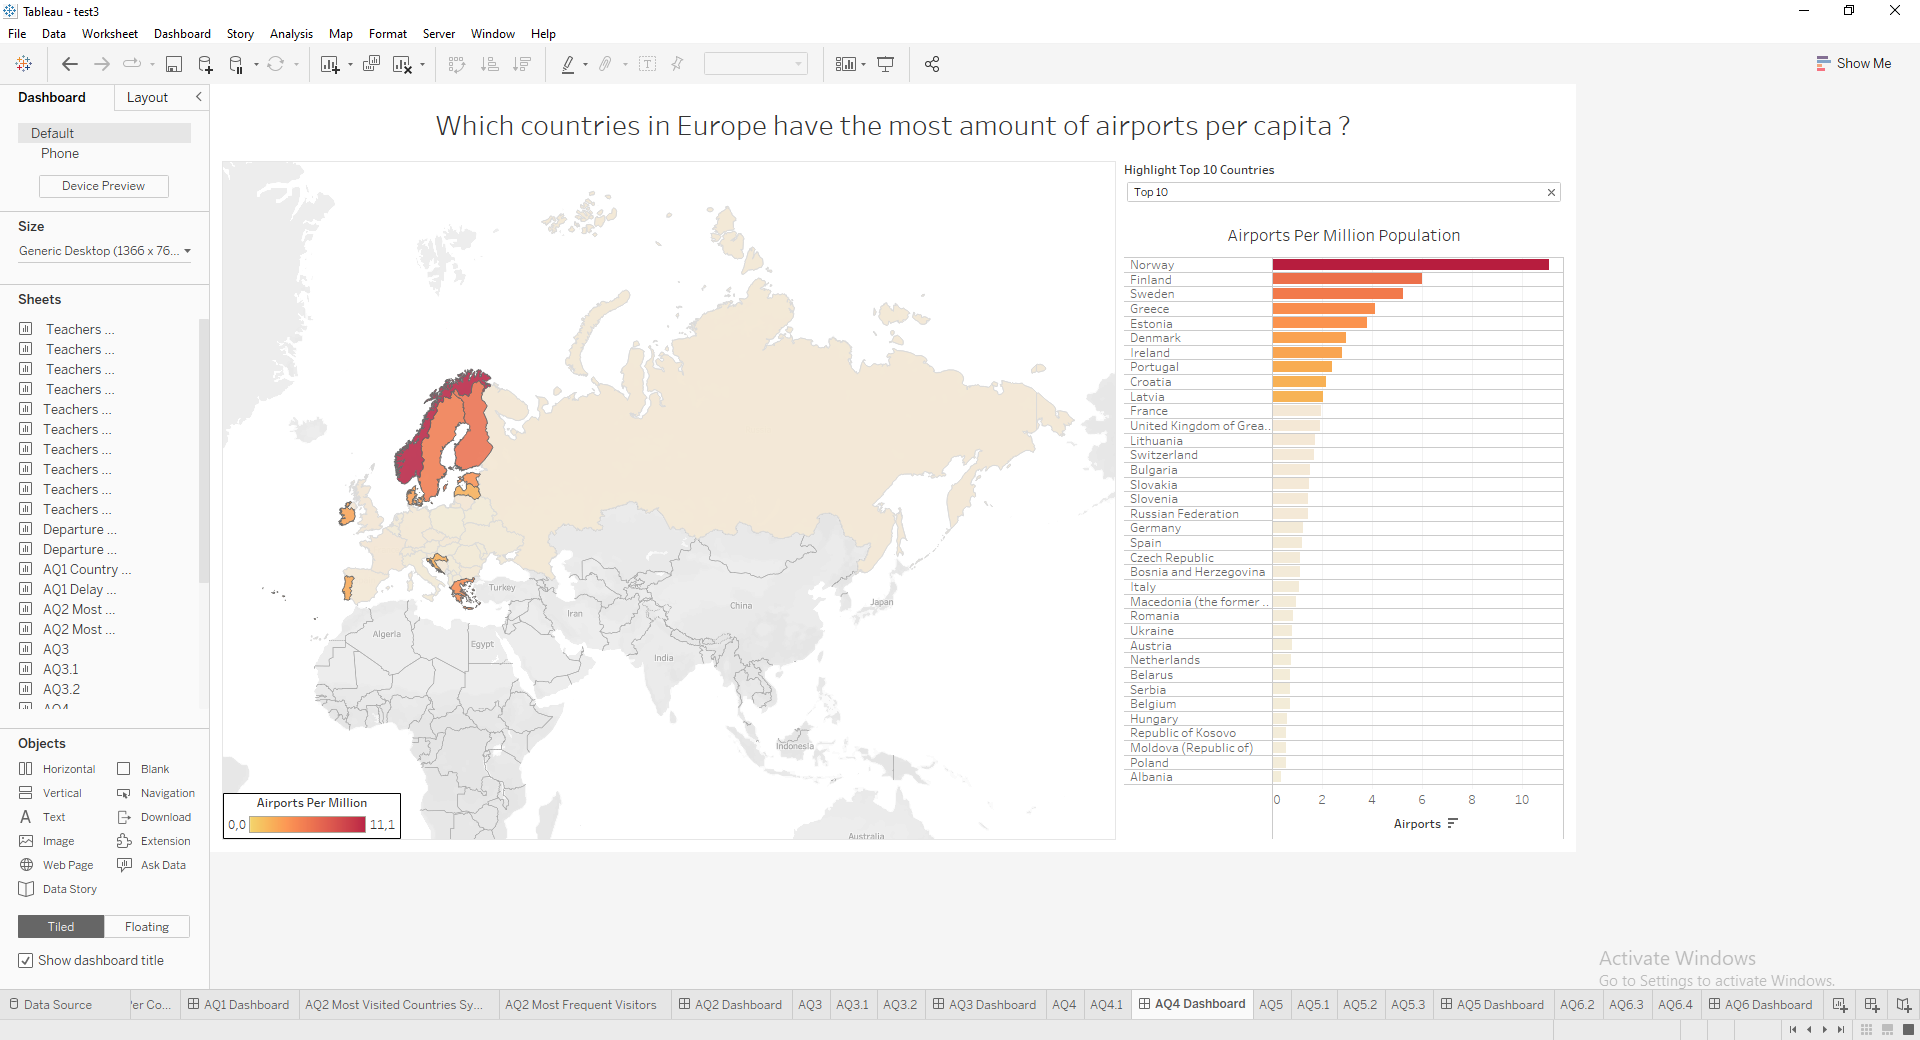 Tableau - test3
File Data Worksheet Dashboard Story Analysis Map Format Server Window Help
Show Me
Dashboard Layout
Default
Phone
Device Preview
Size
Generic Desktop (1366 x 76...
Sheets
Teachers ...
Teachers ...
Teachers ...
Teachers ...
Teachers ...
Teachers ...
Teachers ...
Teachers ...
Teachers ...
Teachers ...
Departure ...
Departure ...
AQ1 Country ...
AQ1 Delay ...
AQ2 Most ...
AQ2 Most ...
AQ3
AQ3.1
AQ3.2
AQ4
Objects
Horizontal Blank
Vertical Navigation
Text Download
Image Extension
Web Page Ask Data
Data Story
Tiled Floating
Show dashboard title
Which countries in Europe have the most amount of airports per capita ?
Turkey
Iran
China
Japan
Algeria
Egypt
India
Indonesia
Australia
Airports Per Million
0,0 11,1
Highlight Top 10 Countries
Top 10
Airports Per Million Population
Norway
Finland
Sweden
Greece
Estonia
Denmark
Ireland
Portugal
Croatia
Latvia
France
United Kingdom of Grea..
Lithuania
Switzerland
Bulgaria
Slovakia
Slovenia
Russian Federation
Germany
Spain
Czech Republic
Bosnia and Herzegovina
Italy
Macedonia (the former ..
Romania
Ukraine
Austria
Netherlands
Belarus
Serbia
Belgium
Hungary
Republic of Kosovo
Moldova (Republic of)
Poland
Albania
0 2 4 6 8 10
Airports
Activate Windows
Go to Settings to activate Windows.
Data Source er Co... AQ1 Dashboard AQ2 Most Visited Countries Sy... AQ2 Most Frequent Visitors AQ2 Dashboard AQ3 AQ3.1 AQ3.2 AQ3 Dashboard AQ4 AQ4.1 AQ4 Dashboard AQ5 AQ5.1 AQ5.2 AQ5.3 AQ5 Dashboard AQ6.2 AQ6.3 AQ6.4 AQ6 Dashboard